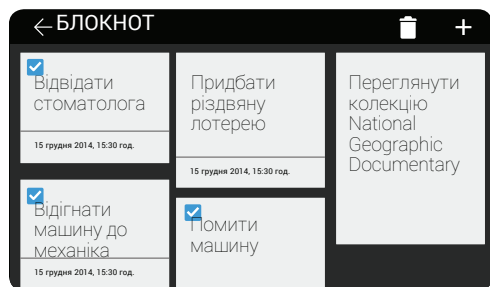 БЛОКНОТ
Відвідати
стоматолога
15 грудня 2014, 15:30 год.
Придбати
різдвяну
лотерею
15 грудня 2014, 15:30 год.
Переглянути
колекцію
National
Geographic
Documentary
Відігнати
машину до
механіка
15 грудня 2014, 15:30 год.
Помити
машину